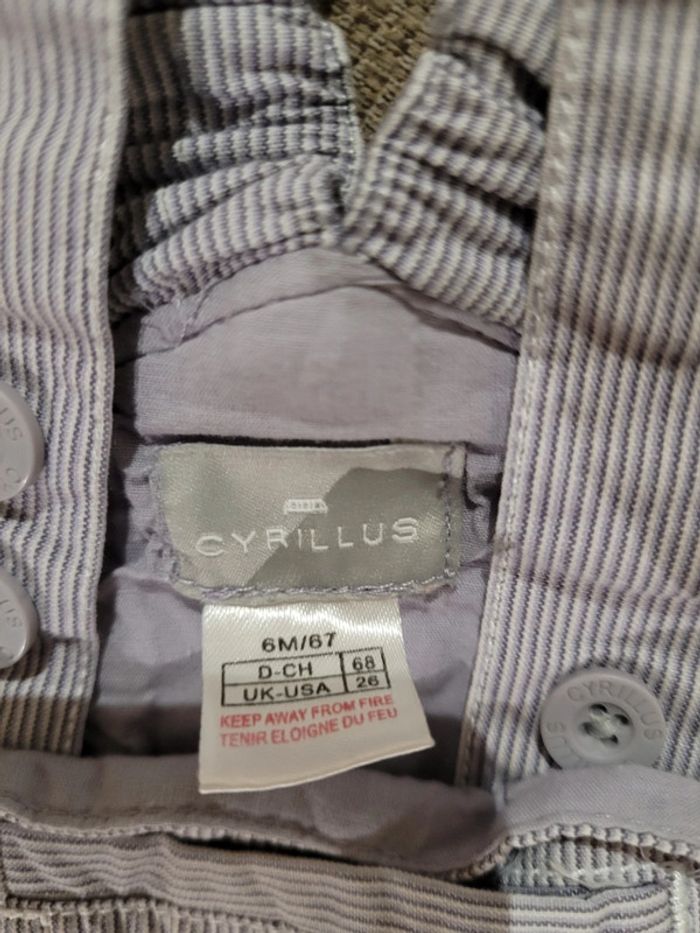 CYRILLUS
6M/67
D-CH 68
UK-USA 26
KEEP AWAY FROM FIRE
TENIR ELOIGNE DU FEU
CYRILLUS